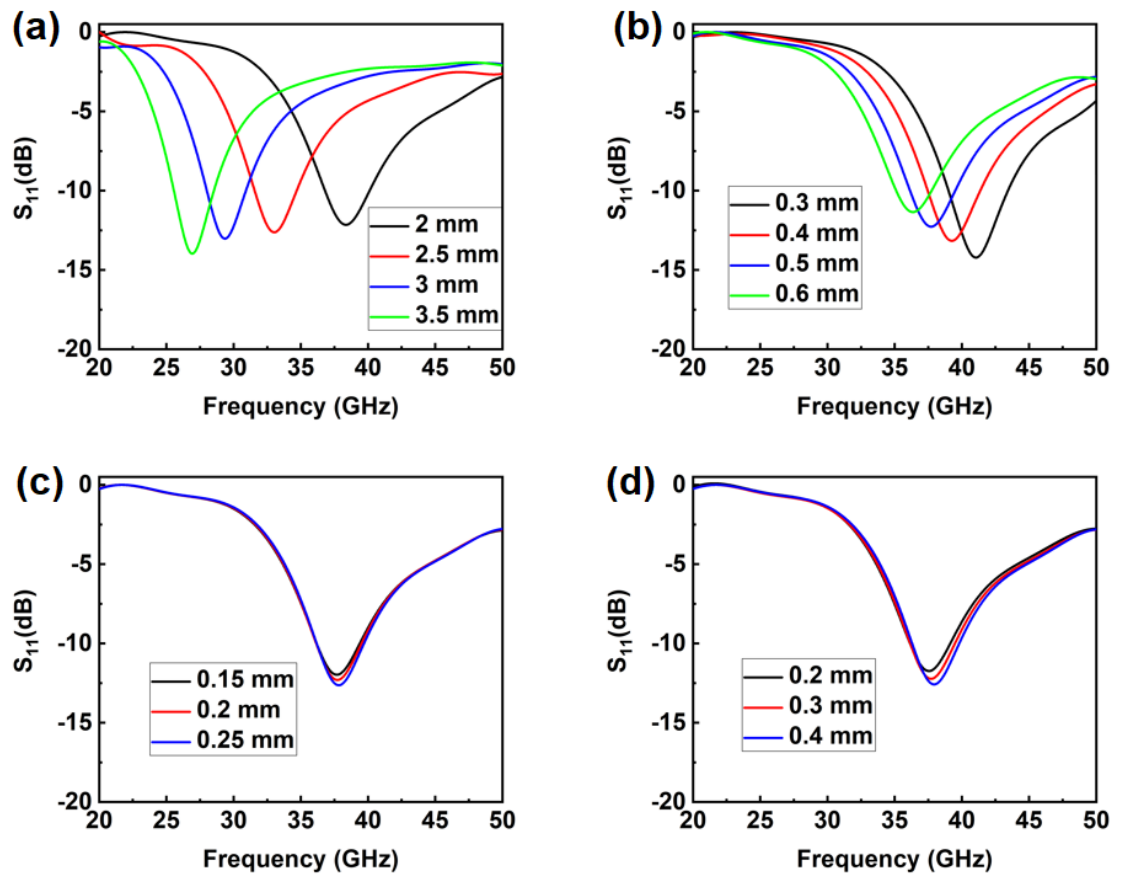 (a)
0
-5
-10
-15
-20
S11(dB)
2 mm
2.5 mm
3 mm
3.5 mm
20 25 30 35 40 45 50
Frequency (GHz)
(b)
0
-5
-10
-15
-20
S11(dB)
0.3 mm
0.4 mm
0.5 mm
0.6 mm
20 25 30 35 40 45 50
Frequency (GHz)
(c)
0
-5
-10
-15
-20
S11(dB)
0.15 mm
0.2 mm
0.25 mm
20 25 30 35 40 45 50
Frequency (GHz)
(d)
0
-5
-10
-15
-20
S11(dB)
0.2 mm
0.3 mm
0.4 mm
20 25 30 35 40 45 50
Frequency (GHz)